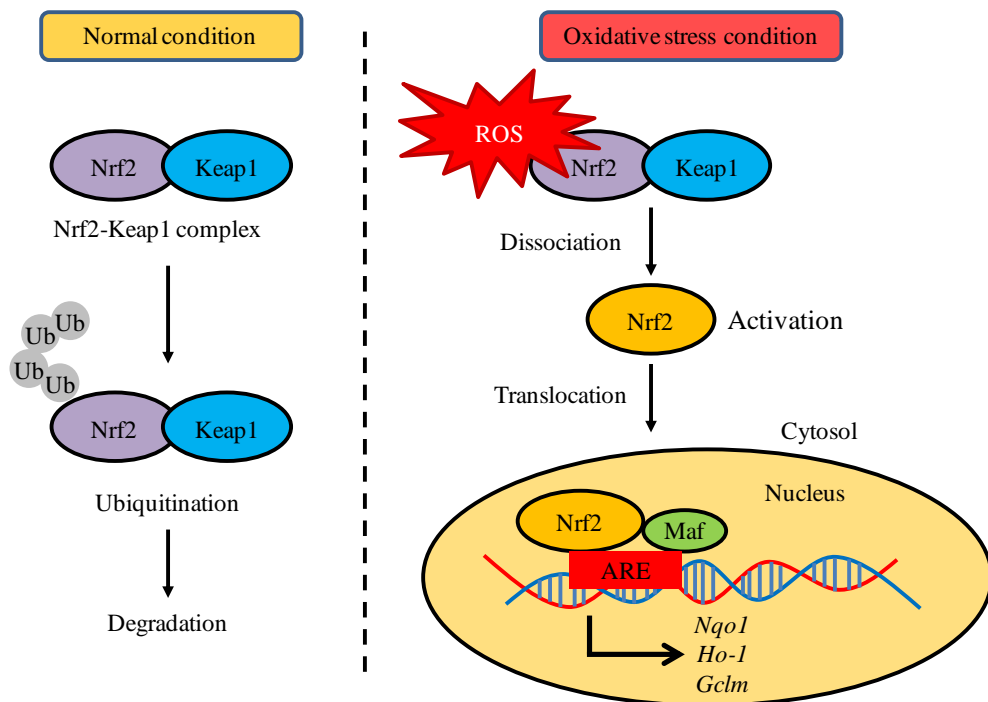 Normal condition
Nrf2
Keap1
Nrf2-Keap1 complex
Ub
Ub
Ub
Ub
Nrf2
Keap1
Ubiquitination
Degradation
Oxidative stress condition
ROS
Nrf2
Keap1
Dissociation
Nrf2
Activation
Translocation
Cytosol
Nucleus
Nrf2
Maf
ARE
Nqo1
Ho-1
Gclm